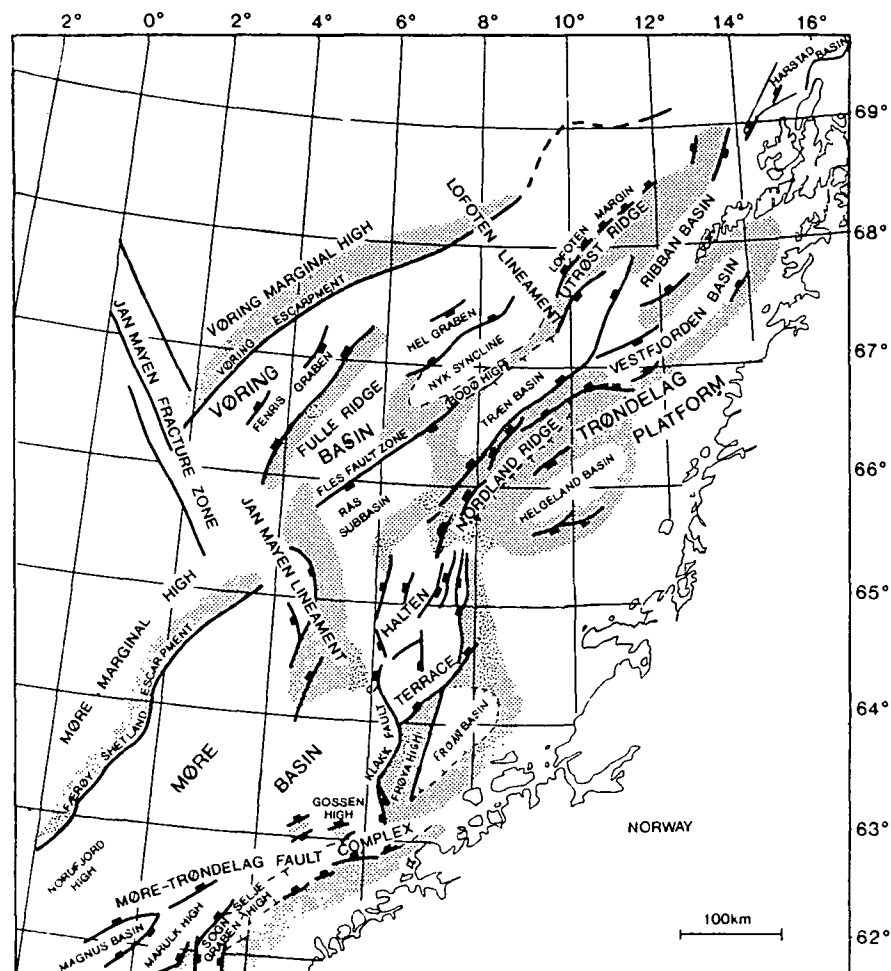 0° 2° 0° 2° 4° 6° 8° 10° 12° 14° 16°
HARSTAD BASIN
69°
LOFOTEN LINEAMENT
LOFOTEN MARGIN
UTRØST RIDGE
RIBBAN BASIN
68°
VØRING MARGINAL HIGH
VØRING ESCARPMENT
JAN MAYEN FRACTURE ZONE
HEL GRABEN
NYK SYNCLINE
BODØ HIGH
VESTFJORDEN BASIN
67°
VØRING
BASIN
FENRIS GRABEN
FULLE RIDGE
TRÆN BASIN
TRØNDELAG
PLATFORM
FLES FAULT ZONE
NORDLAND RIDGE
66°
RAS
SUBBASIN
HELGELAND BASIN
JAN MAYEN LINEAMENT
HALTEN
TERRACE
65°
MØRE MARGINAL HIGH
FÆRØY - SHETLAND ESCARPMENT
64°
MØRE
BASIN
KLAKK FAULT
FRØYA HIGH
FROAN BASIN
GOSSEN
HIGH
63°
NORWAY
MØRE-TRØNDELAG FAULT COMPLEX
HIGH
MAGNUS BASIN
MARULK HIGH
SOGN
GRABEN
SELJE
HIGH
100km
62°